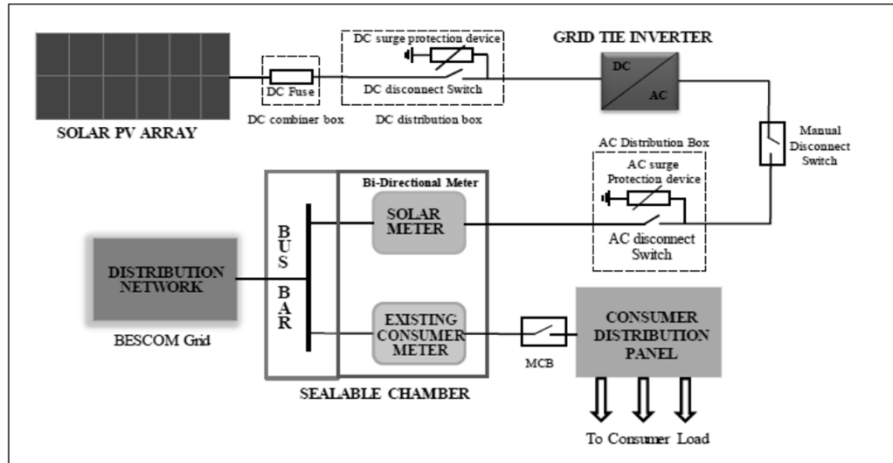 DC surge protection device
GRID TIE INVERTER
DC
AC
DC Fuse
DC disconnect Switch
SOLAR PV ARRAY
DC combiner box
DC distribution box
Manual
Disconnect
Switch
AC Distribution Box
AC surge
Protection device
AC disconnect
Switch
Bi-Directional Meter
SOLAR
METER
BUS BAR
DISTRIBUTION
NETWORK
BESCOM Grid
EXISTING
CONSUMER
METER
MCB
CONSUMER
DISTRIBUTION
PANEL
SEALABLE CHAMBER
To Consumer Load